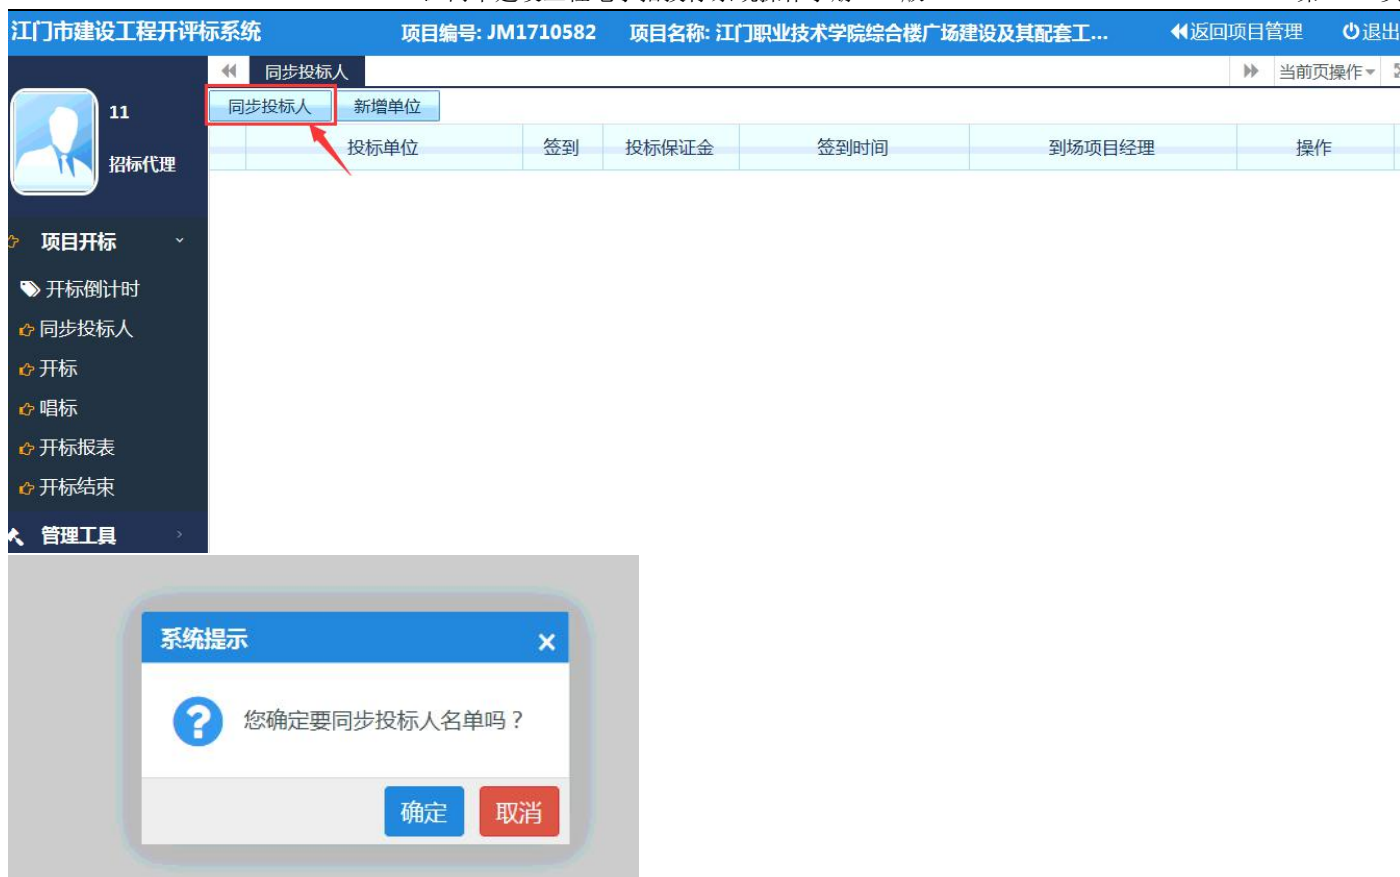 江门市建设工程开评标系统 项目编号: JM1710582 项目名称: 江门职业技术学院综合楼广场建设及其配套工... 返回项目管理 退出
同步投标人 当前页操作
11
招标代理
同步投标人 新增单位
投标单位 签到 投标保证金 签到时间 到场项目经理 操作
项目开标
开标倒计时
同步投标人
开标
唱标
开标报表
开标结束
管理工具
系统提示
您确定要同步投标人名单吗？
确定 取消